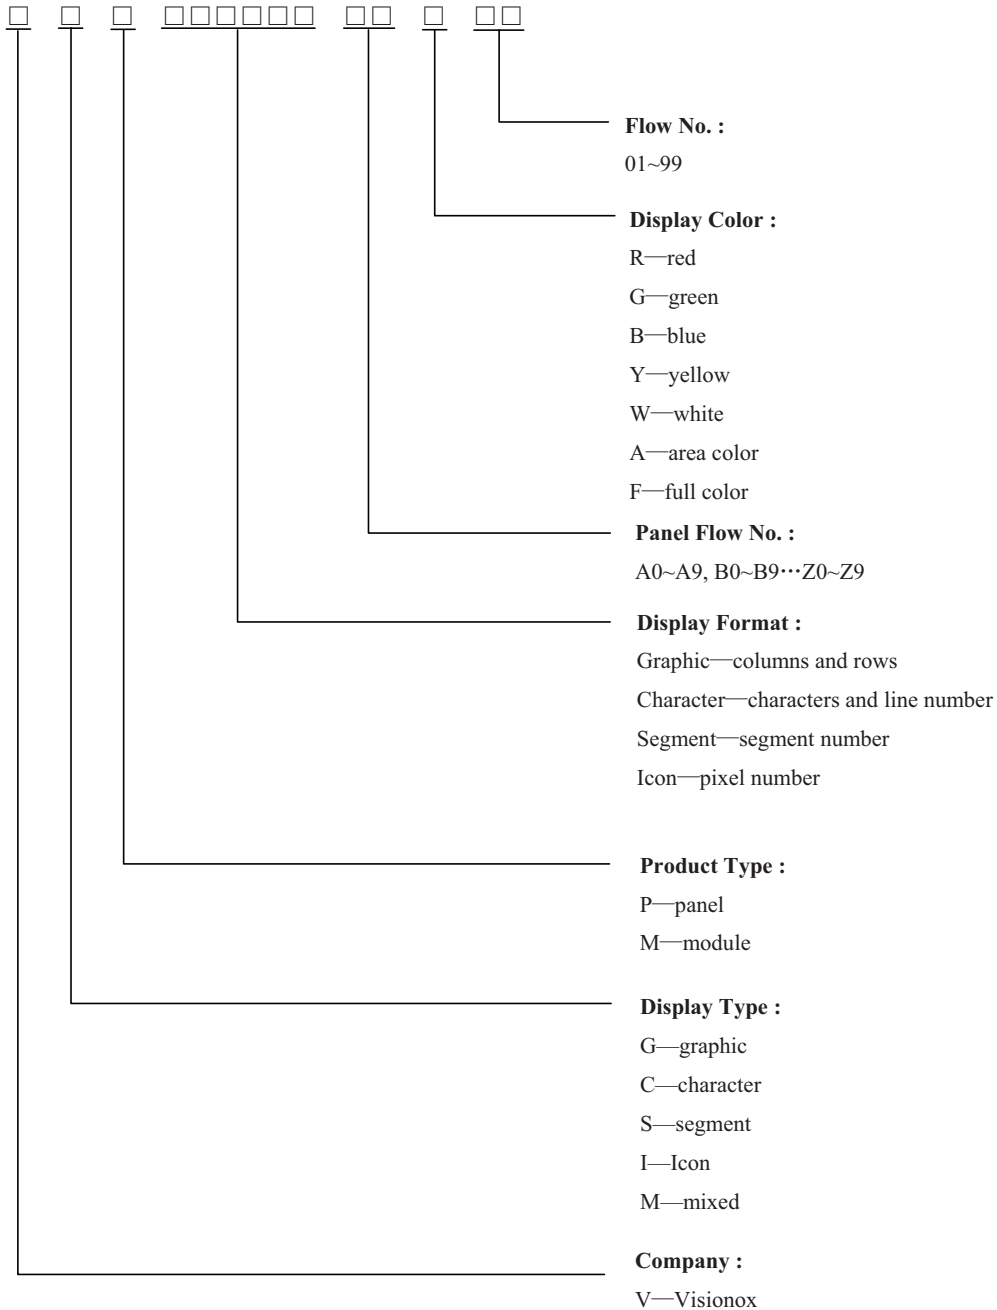 □ □ □ □□□□□□ □□ □ □□
Flow No. :
01~99
Display Color :
R—red
G—green
B—blue
Y—yellow
W—white
A—area color
F—full color
Panel Flow No. :
A0~A9, B0~B9⋯Z0~Z9
Display Format :
Graphic—columns and rows
Character—characters and line number
Segment—segment number
Icon—pixel number
Product Type :
P—panel
M—module
Display Type :
G—graphic
C—character
S—segment
I—Icon
M—mixed
Company :
V—Visionox